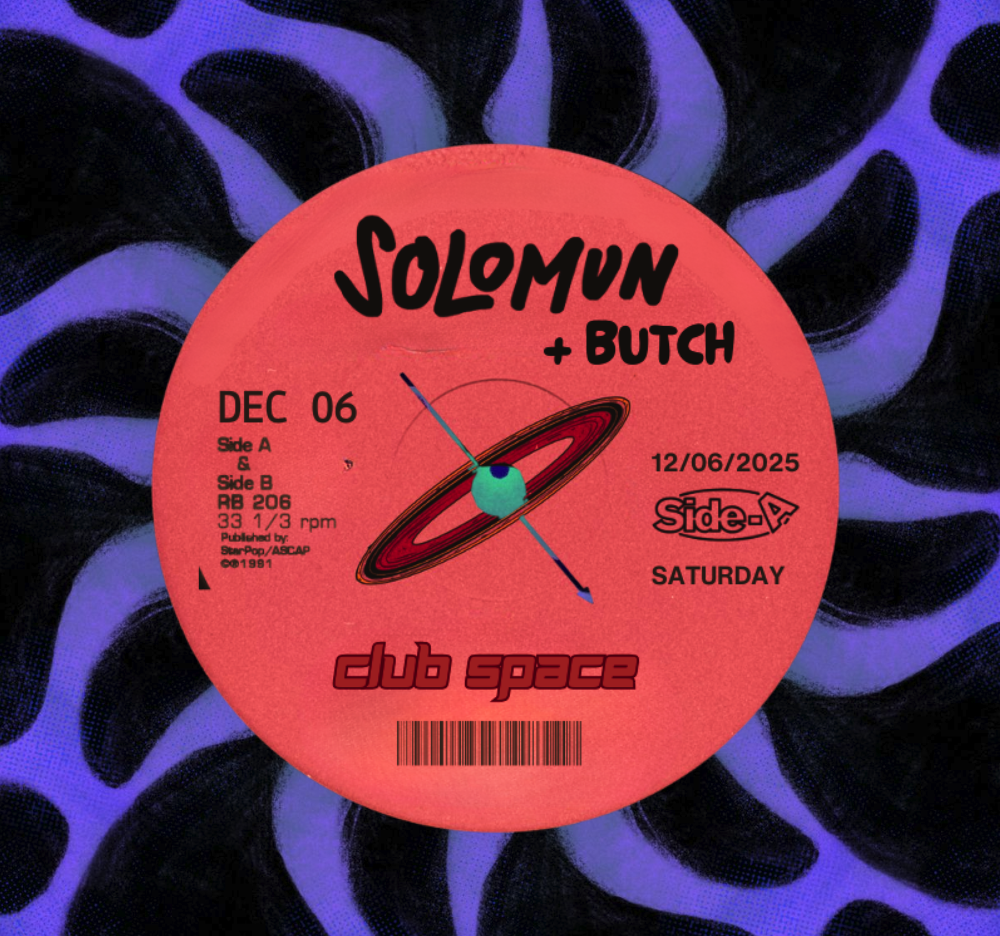 SOLOMUN
+ BUTCH
DEC 06
Side A
&
Side B
RB 206
33 1/3 rpm
Published by:
StarPop/ASCAP
©℗1991
12/06/2025
Side-A
SATURDAY
club space